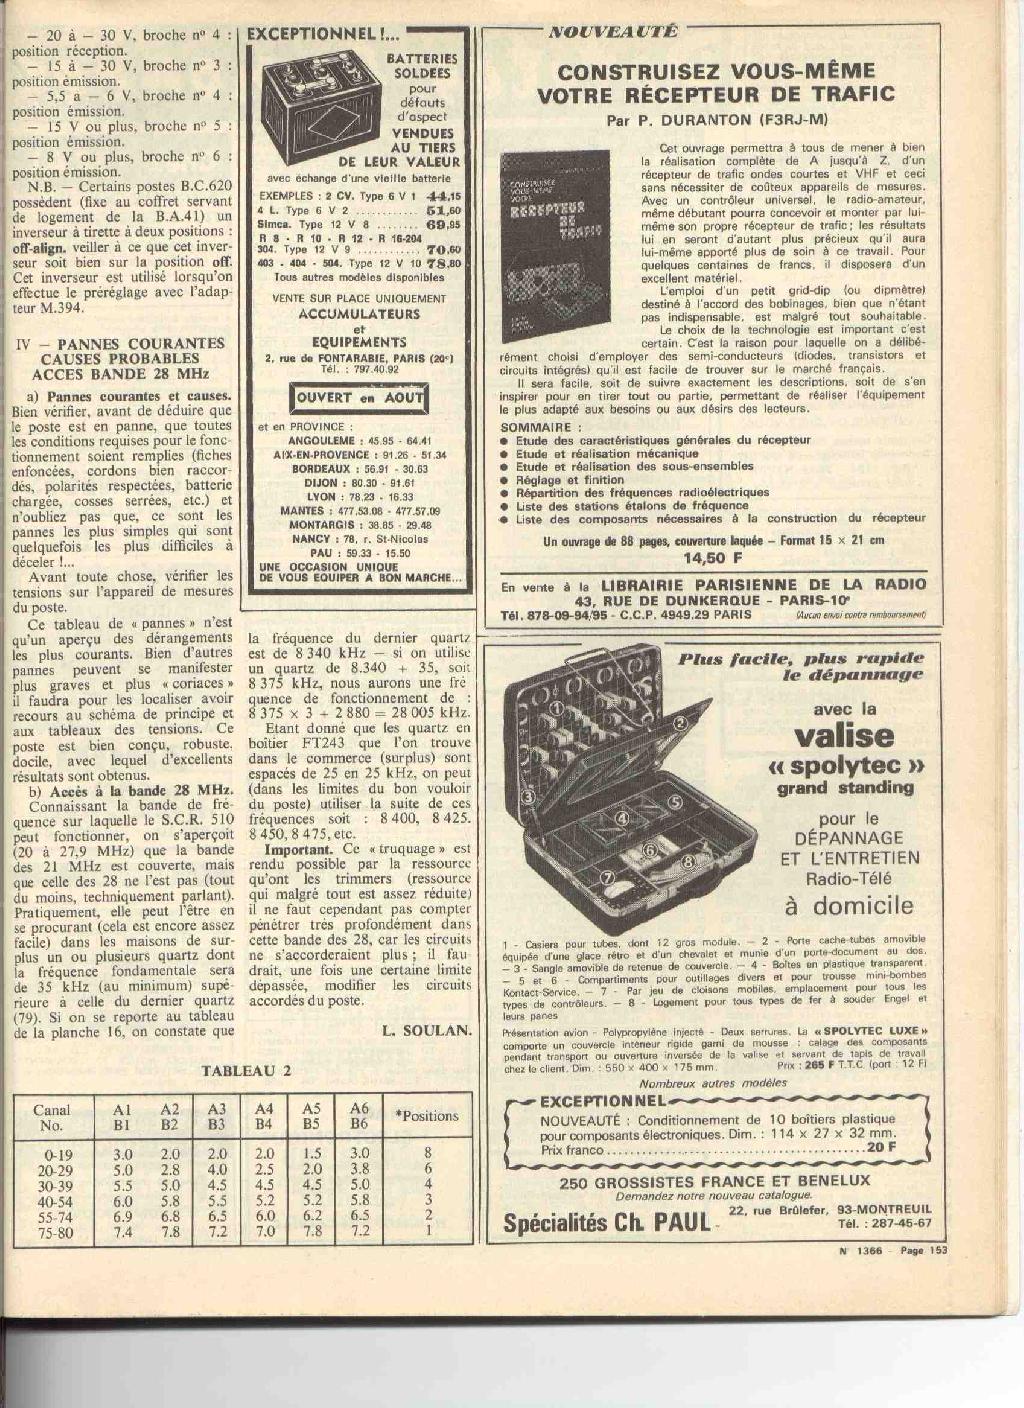 — 20 à — 30 V, broche nº 4 :
position réception.
— 15 à — 30 V, broche nº 3 :
position émission.
— 5,5 a — 6 V, broche nº 4 :
position émission.
— 15 V ou plus, broche nº 5 :
position émission.
— 8 V ou plus, broche nº 6 :
position émission.
N.B. — Certains postes B.C.620
possèdent (fixe au coffret servant
de logement de la B.A.41) un
inverseur à tirette à deux positions :
off-align. veiller à ce que cet inver-
seur soit bien sur la position off.
Cet inverseur est utilisé lorsqu'on
effectue le préréglage avec l'adap-
teur M.394.
IV — PANNES COURANTES
CAUSES PROBABLES
ACCES BANDE 28 MHz
a) Pannes courantes et causes.
Bien vérifier, avant de déduire que
le poste est en panne, que toutes
les conditions requises pour le fonc-
tionnement soient remplies (fiches
enfoncées, cordons bien raccor-
dés, polarités respectées, batterie
chargée, cosses serrées, etc.) et
n'oubliez pas que, ce sont les
pannes les plus simples qui sont
quelquefois les plus difficiles à
déceler !...
Avant toute chose, vérifier les
tensions sur l'appareil de mesures
du poste.
Ce tableau de « pannes » n'est
qu'un aperçu des dérangements
les plus courants. Bien d'autres
pannes peuvent se manifester
plus graves et plus « coriaces »
il faudra pour les localiser avoir
recours au schéma de principe et
aux tableaux des tensions. Ce
poste est bien conçu, robuste,
docile, avec lequel d'excellents
résultats sont obtenus.
b) Accès à la bande 28 MHz.
Connaissant la bande de fré-
quence sur laquelle le S.C.R. 510
peut fonctionner, on s'aperçoit
(20 à 27,9 MHz) que la bande
des 21 MHz est couverte, mais
que celle des 28 ne l'est pas (tout
du moins, techniquement parlant).
Pratiquement, elle peut l'être en
se procurant (cela est encore assez
facile) dans les maisons de sur-
plus un ou plusieurs quartz dont
la fréquence fondamentale sera
de 35 kHz (au minimum) supé-
rieure à celle du dernier quartz
(79). Si on se reporte au tableau
de la planche 16, on constate que
EXCEPTIONNEL !...
BATTERIES
SOLDEES
pour
défauts
d'aspect
VENDUES
AU TIERS
DE LEUR VALEUR
avec échange d'une vieille batterie
EXEMPLES : 2 CV. Type 6 V 1 44,15
4 L. Type 6 V 2 ............ 51,60
Simca. Type 12 V 8 ........ 69,95
R 8 - R 10 - R 12 - R 16-204
304. Type 12 V 9 ............ 70,60
403 - 404 - 504. Type 12 V 10 78,80
Tous autres modèles disponibles
VENTE SUR PLACE UNIQUEMENT
ACCUMULATEURS
et
EQUIPEMENTS
2, rue de FONTARABIE, PARIS (20e)
Tél. : 797.40.92
OUVERT en AOUT
et en PROVINCE :
ANGOULEME : 45.95 - 64.41
AIX-EN-PROVENCE : 91.26 - 51.34
BORDEAUX : 56.91 - 30.63
DIJON : 80.30 - 91.61
LYON : 78.23 - 16.33
MANTES : 477.53.08 - 477.57.09
MONTARGIS : 38.85 - 29.48
NANCY : 78, r. St-Nicolas
PAU : 59.33 - 15.50
UNE OCCASION UNIQUE
DE VOUS EQUIPER A BON MARCHE...
la fréquence du dernier quartz
est de 8 340 kHz — si on utilise
un quartz de 8.340 + 35, soit
8 375 kHz, nous aurons une fré
quence de fonctionnement de :
8 375 x 3 + 2 880 = 28 005 kHz.
Etant donné que les quartz en
boîtier FT243 que l'on trouve
dans le commerce (surplus) sont
espacés de 25 en 25 kHz, on peut
(dans les limites du bon vouloir
du poste) utiliser la suite de ces
fréquences soit : 8 400, 8 425.
8 450, 8 475, etc.
Important. Ce « truquage » est
rendu possible par la ressource
qu'ont les trimmers (ressource
qui malgré tout est assez réduite)
il ne faut cependant pas compter
pénétrer très profondément dans
cette bande des 28, car les circuits
ne s'accorderaient plus ; il fau-
drait, une fois une certaine limite
dépassée, modifier les circuits
accordés du poste.
L. SOULAN.
TABLEAU 2
Canal No. A1 B1 A2 B2 A3 B3 A4 B4 A5 B5 A6 B6 *Positions
0-19 3.0 2.0 2.0 2.0 1.5 3.0 8
20-29 5.0 2.8 4.0 2.5 2.0 3.8 6
30-39 5.5 5.0 4.5 4.5 4.5 5.0 4
40-54 6.0 5.8 5.5 5.2 5.2 5.8 3
55-74 6.9 6.8 6.5 6.0 6.2 6.5 2
75-80 7.4 7.8 7.2 7.0 7.8 7.2 1
NOUVEAUTÉ
CONSTRUISEZ VOUS-MÊME
VOTRE RÉCEPTEUR DE TRAFIC
Par P. DURANTON (F3RJ-M)
CONSTRUISEZ
VOUS-MEME
VOTRE
RECEPTEUR
DE TRAFIC
Cet ouvrage permettra à tous de mener à bien
la réalisation complète de A jusqu'à Z, d'un
récepteur de trafic ondes courtes et VHF et ceci
sans nécessiter de coûteux appareils de mesures.
Avec un contrôleur universel, le radio-amateur,
même débutant pourra concevoir et monter par lui-
même son propre récepteur de trafic ; les résultats
lui en seront d'autant plus précieux qu'il aura
lui-même apporté plus de soin à ce travail. Pour
quelques centaines de francs, il disposera d'un
excellent matériel.
L'emploi d'un petit grid-dip (ou dipmètre)
destiné à l'accord des bobinages, bien que n'étant
pas indispensable, est malgré tout souhaitable.
Le choix de la technologie est important c'est
certain. C'est la raison pour laquelle on a délibé-
rément choisi d'employer des semi-conducteurs (diodes, transistors et
circuits intégrés) qu'il est facile de trouver sur le marché français.
Il sera facile, soit de suivre exactement les descriptions, soit de s'en
inspirer pour en tirer tout ou partie, permettant de réaliser l'équipement
le plus adapté aux besoins ou aux désirs des lecteurs.
SOMMAIRE :
● Etude des caractéristiques générales du récepteur
● Etude et réalisation mécanique
● Etude et réalisation des sous-ensembles
● Réglage et finition
● Répartition des fréquences radioélectriques
● Liste des stations étalons de fréquence
● Liste des composants nécessaires à la construction du récepteur
Un ouvrage de 88 pages, couverture laquée - Format 15 x 21 cm
14,50 F
En vente à la LIBRAIRIE PARISIENNE DE LA RADIO
43, RUE DE DUNKERQUE - PARIS-10e
Tél. 878-09-94/95 - C.C.P. 4949.29 PARIS (Aucun envoi contre remboursement)
Plus facile, plus rapide
le dépannage
avec la
valise
« spolytec »
grand standing
pour le
DÉPANNAGE
ET L'ENTRETIEN
Radio-Télé
à domicile
1 2 3 3 4 5 6 7 8
1 - Casiers pour tubes, dont 12 gros module. — 2 - Porte cache-tubes amovible
équipée d'une glace rétro et d'un chevalet et munie d'un porte-document au dos.
— 3 - Sangle amovible de retenue de couvercle. — 4 - Boîtes en plastique transparent.
— 5 et 6 - Compartiments pour outillages divers et pour trousse mini-bombes
Kontact-Service. — 7 - Par jeu de cloisons mobiles, emplacement pour tous les
types de contrôleurs. — 8 - Logement pour tous types de fer à souder Engel et
leurs panes
Présentation avion - Polypropylène injecté - Deux serrures. La « SPOLYTEC LUXE »
comporte un couvercle intérieur rigide garni de mousse : calage des composants
pendant transport ou ouverture inversée de la valise et servant de tapis de travail
chez le client. Dim. : 550 x 400 x 175 mm. Prix : 265 F T.T.C. (port : 12 F)
Nombreux autres modèles
EXCEPTIONNEL
NOUVEAUTÉ : Conditionnement de 10 boîtiers plastique
pour composants électroniques. Dim. : 114 x 27 x 32 mm.
Prix franco ............ 20 F
250 GROSSISTES FRANCE ET BENELUX
Demandez notre nouveau catalogue.
Spécialités Ch. PAUL - 22, rue Brûlefer, 93-MONTREUIL
Tél. : 287-45-67
N° 1366 - Page 153